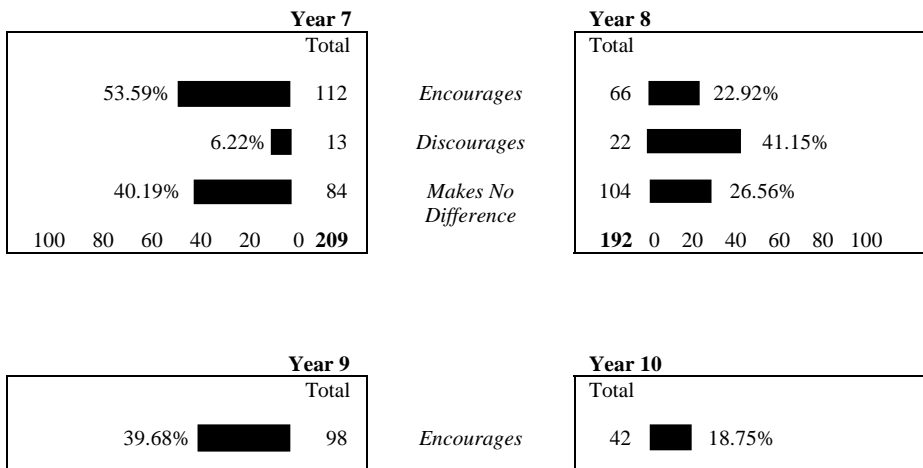 Year 7 Year 8
Total Total
53.59% 112 Encourages 66 22.92%
6.22% 13 Discourages 22 41.15%
40.19% 84 Makes No 104 26.56%
Difference
100 80 60 40 20 0 209 192 0 20 40 60 80 100
Year 9 Year 10
Total Total
39.68% 98 Encourages 42 18.75%